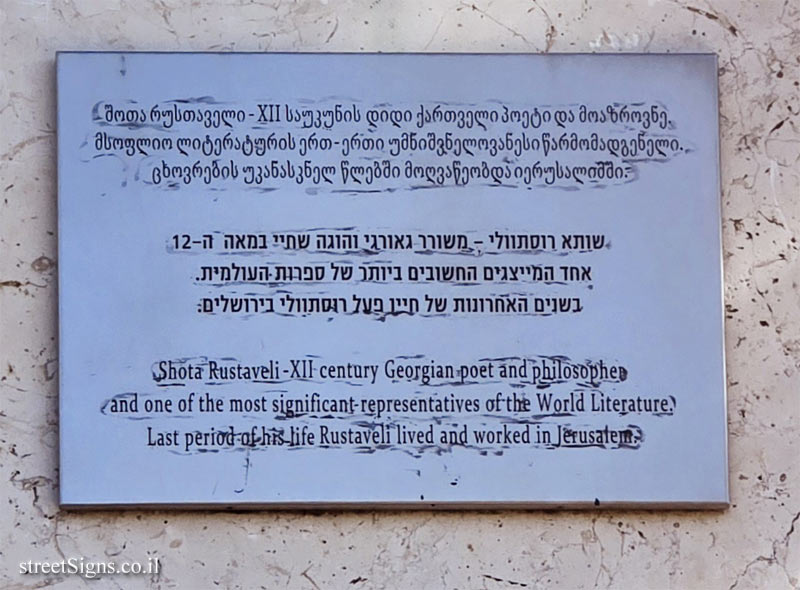 შოთა რუსთაველი - XII საუკუნის დიდი ქართველი პოეტი და მოაზროვნე.
მსოფლიო ლიტერატურის ერთ-ერთი უმნიშვნელოვანესი წარმომადგენელი.
ცხოვრების უკანასკნელ წლებში მოღვაწეობდა იერუსალიმში.
שותא רוסתוולי – משורר גאורגי והוגה שחיי במאה ה-12
אחד המייצגים החשובים ביותר של ספרות העולמית.
בשנים האחרונות של חייו פעל רוסתוולי בירושלים.
Shota Rustaveli -XII century Georgian poet and philosopher
and one of the most significant representatives of the World Literature.
Last period of his life Rustaveli lived and worked in Jerusalem.
streetSigns.co.il